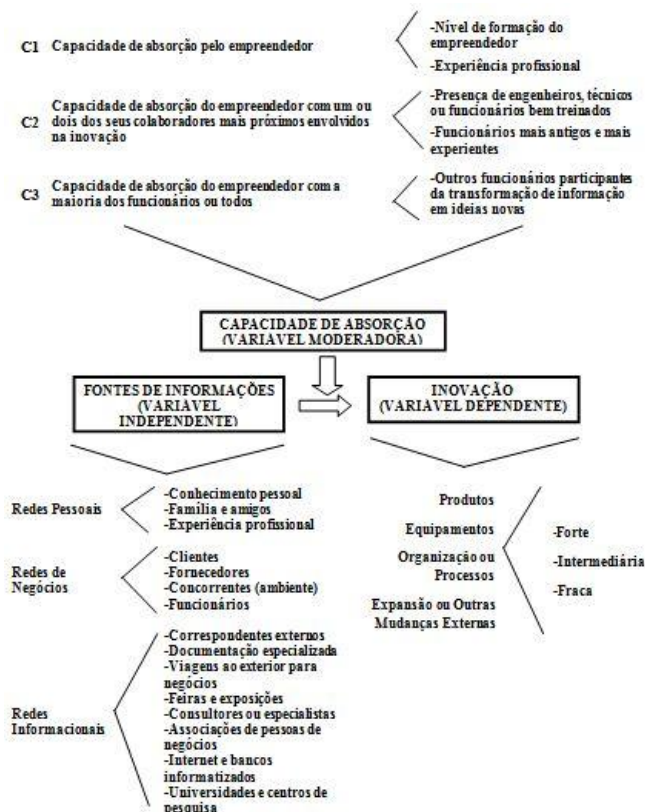 C1 Capacidade de absorção pelo empreendedor
-Nível de formação do
empreendedor
-Experiência profissional
C2 Capacidade de absorção do empreendedor com um ou
dois dos seus colaboradores mais próximos envolvidos
na inovação
-Presença de engenheiros, técnicos
ou funcionários bem treinados
-Funcionários mais antigos e mais
experientes
C3 Capacidade de absorção do empreendedor com a
maioria dos funcionários ou todos
-Outros funcionários participantes
da transformação de informação
em ideias novas
CAPACIDADE DE ABSORÇÃO
(VARIAVEL MODERADORA)
FONTES DE INFORMAÇÕES
(VARIÁVEL
INDEPENDENTE)
INOVAÇÃO
(VARIÁVEL DEPENDENTE)
Redes Pessoais
-Conhecimento pessoal
-Família e amigos
-Experiência profissional
Redes de
Negócios
-Clientes
-Fornecedores
-Concorrentes (ambiente)
-Funcionários
Redes
Informacionais
-Correspondentes externos
-Documentação especializada
-Viagens ao exterior para
negócios
-Feiras e exposições
-Consultores ou especialistas
-Associações de pessoas de
negócios
-Internet e bancos
informatizados
-Universidades e centros de
pesquisa
Produtos
Equipamentos
Organização ou
Processos
Expansão ou Outras
Mudanças Externas
-Forte
-Intermediária
-Fraca